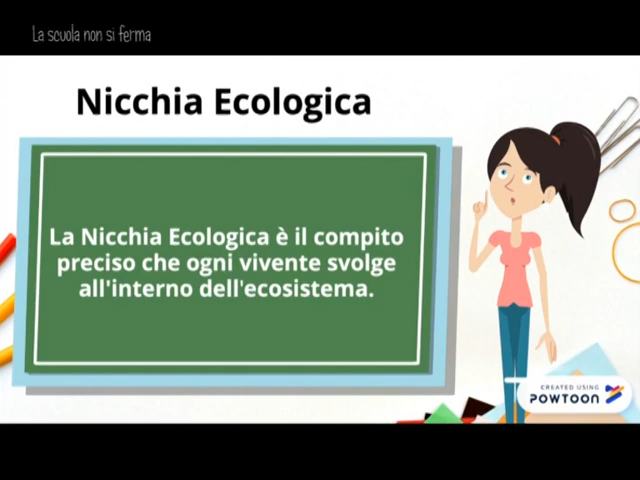 La scuola non si ferma
Nicchia Ecologica
La Nicchia Ecologica è il compito
preciso che ogni vivente svolge
all'interno dell'ecosistema.
CREATED USING
POWTOON